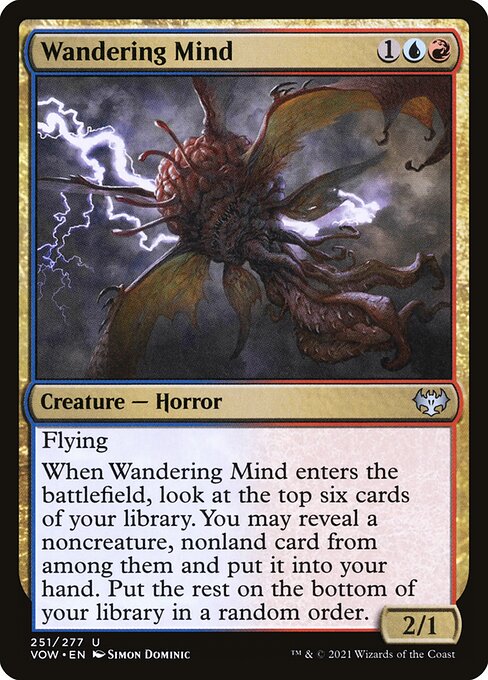 Wandering Mind 1
Creature — Horror
Flying
When Wandering Mind enters the
battlefield, look at the top six cards
of your library. You may reveal a
noncreature, nonland card from
among them and put it into your
hand. Put the rest on the bottom of
your library in a random order.
2/1
251/277 U
VOW • EN Simon Dominic ™ & © 2021 Wizards of the Coast